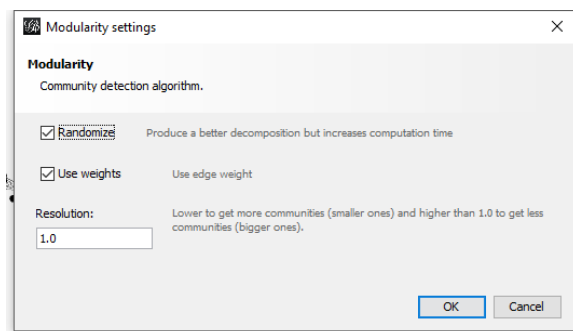 Modularity settings
Modularity
Community detection algorithm.
Randomize Produce a better decomposition but increases computation time
Use weights Use edge weight
Resolution: Lower to get more communities (smaller ones) and higher than 1.0 to get less
communities (bigger ones).
1.0
OK Cancel